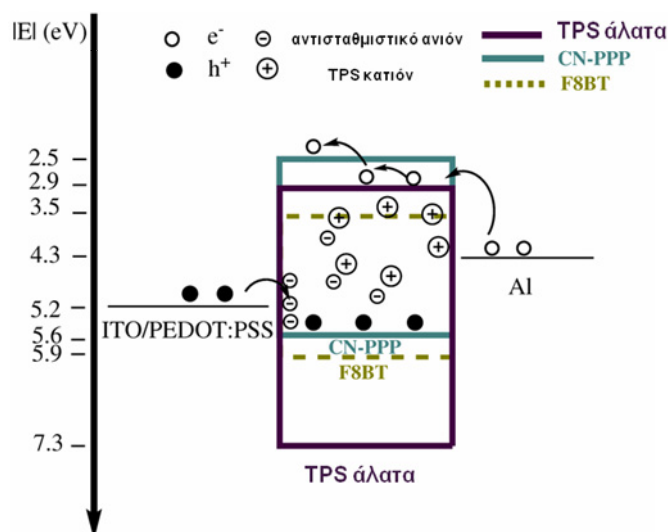 |E| (eV)
e⁻
αντισταθμιστικό ανιόν
h⁺
TPS κατιόν
TPS άλατα
CN-PPP
F8BT
2.5
2.9
3.5
4.3
5.2
5.6
5.9
7.3
ITO/PEDOT:PSS
Al
CN-PPP
F8BT
TPS άλατα